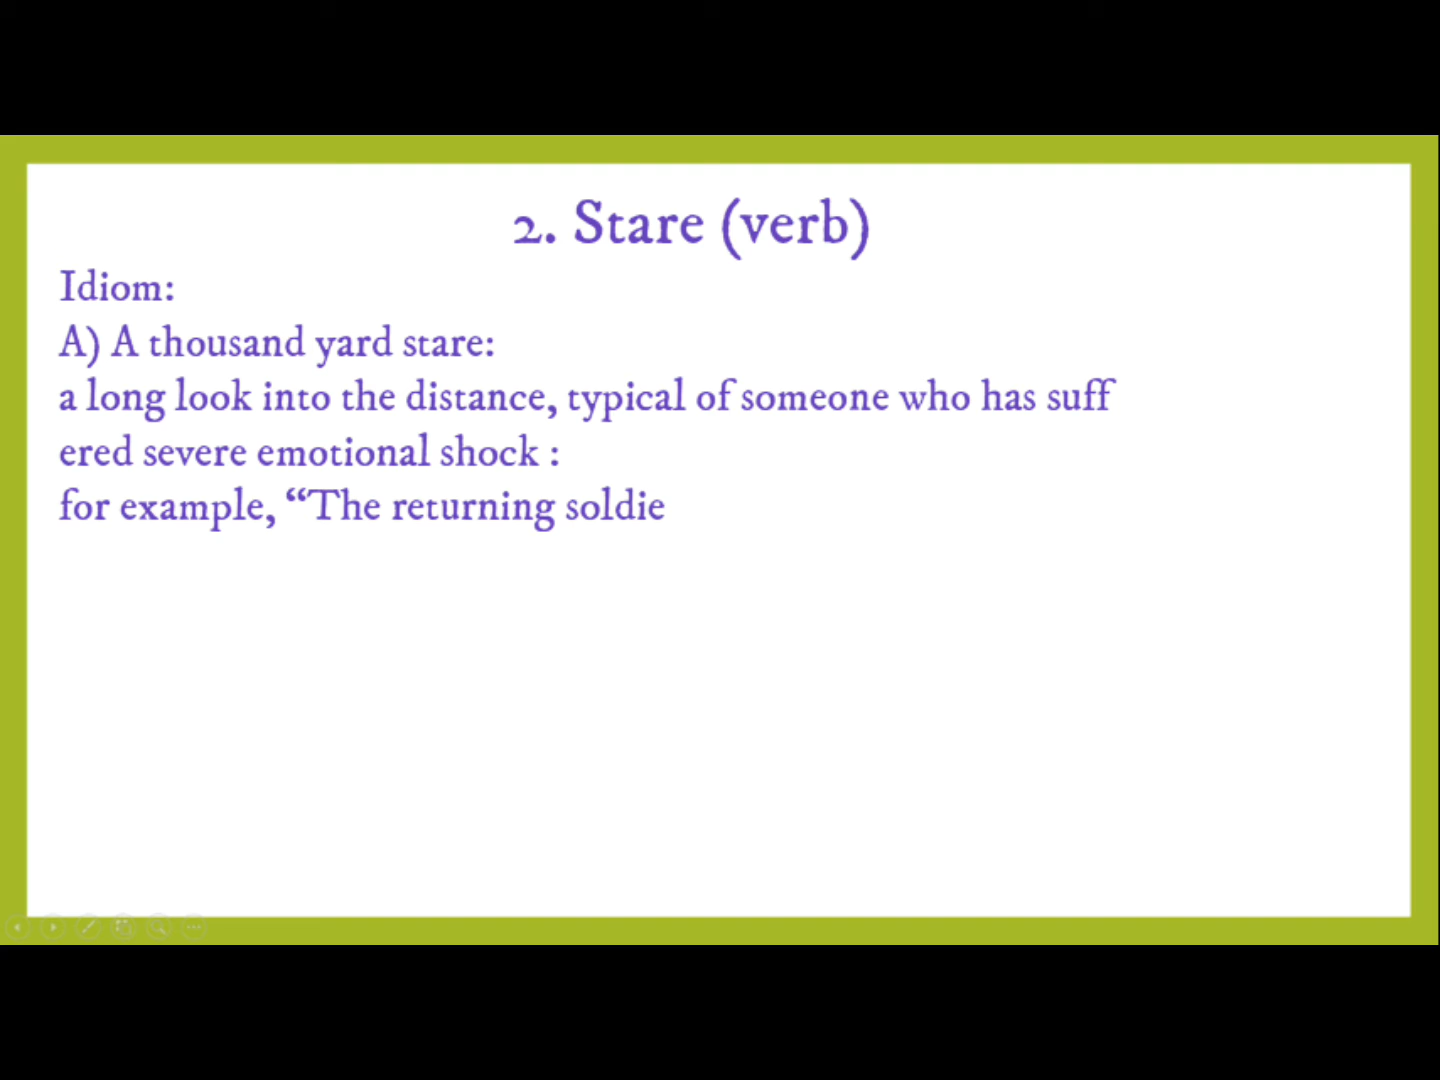 2. Stare (verb)
Idiom:
A) A thousand yard stare:
a long look into the distance, typical of someone who has suff
ered severe emotional shock :
for example, “The returning soldie